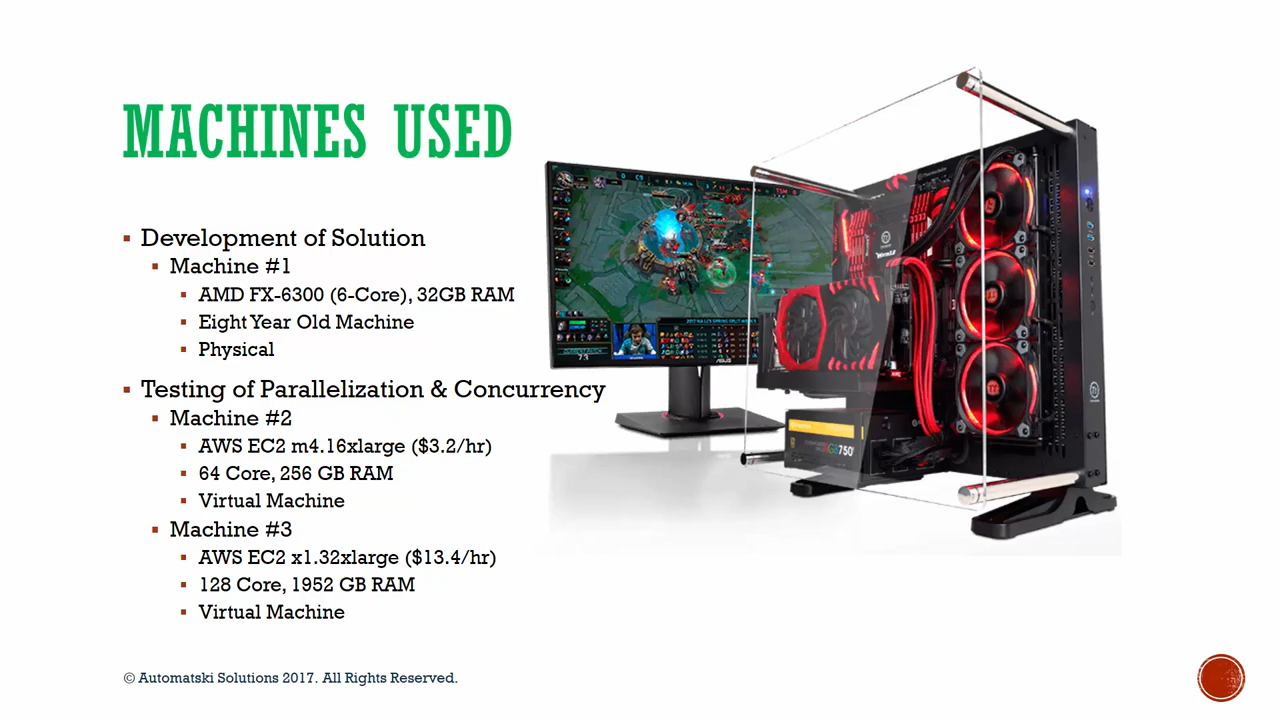 MACHINES USED
Development of Solution
Machine #1
AMD FX-6300 (6-Core), 32GB RAM
Eight Year Old Machine
Physical
Testing of Parallelization & Concurrency
Machine #2
AWS EC2 m4.16xlarge ($3.2/hr)
64 Core, 256 GB RAM
Virtual Machine
Machine #3
AWS EC2 x1.32xlarge ($13.4/hr)
128 Core, 1952 GB RAM
Virtual Machine
© Automatski Solutions 2017. All Rights Reserved.